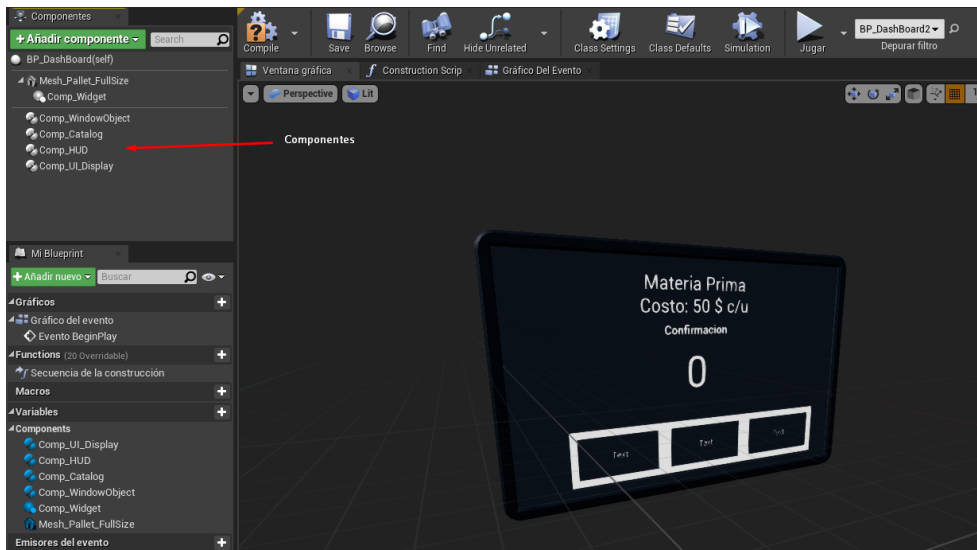 Componentes
Compile
Save
Browse
Find
Hide Unrelated
Class Settings
Class Defaults
Simulation
Jugar
BP_DashBoard2
Depurar filtro
+Añadir componente
Search
BP_DashBoard(self)
Mesh_Pallet_FullSize
Comp_Widget
Comp_WindowObject
Comp_Catalog
Comp_HUD
Comp_UI_Display
Ventana gráfica
Construction Scrip
Gráfico Del Evento
Perspective
Lit
Componentes
Materia Prima
Costo: 50 $ c/u
Confirmacion
0
Text
Text
Mi Blueprint
+Añadir nuevo
Buscar
Gráficos
Gráfico del evento
Evento BeginPlay
Functions (20 Overridable)
Secuencia de la construcción
Macros
Variables
Components
Comp_UI_Display
Comp_HUD
Comp_Catalog
Comp_WindowObject
Comp_Widget
Mesh_Pallet_FullSize
Emisores del evento